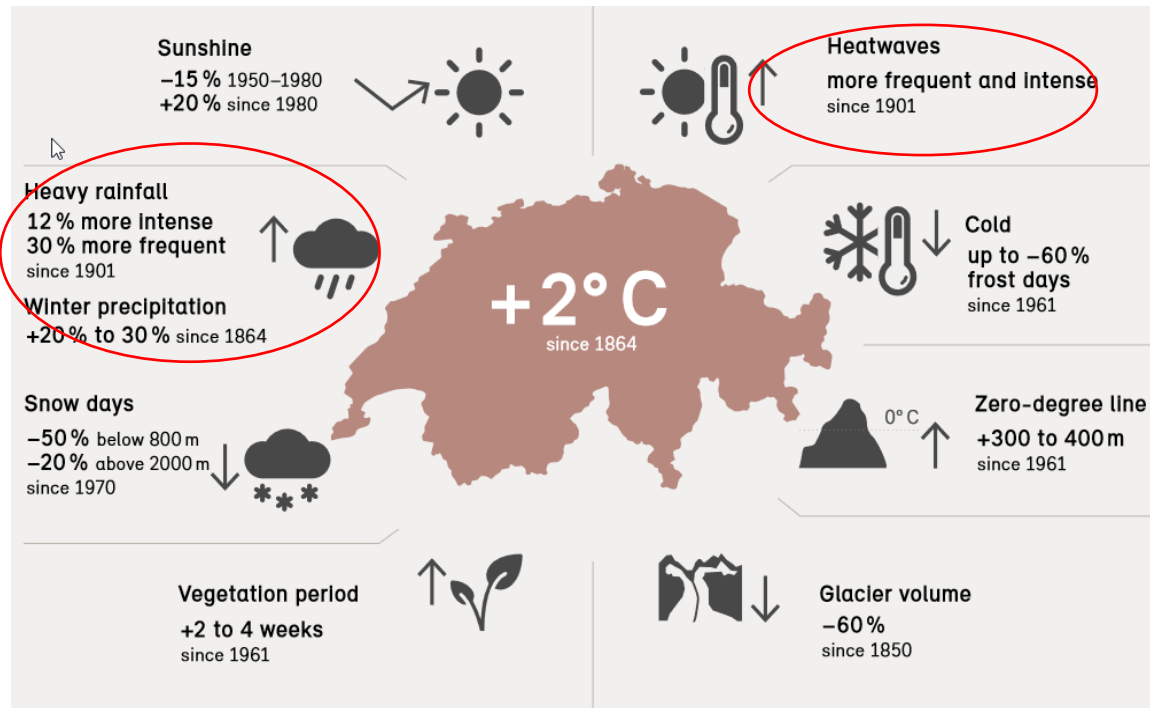 Sunshine
–15 % 1950–1980
+20 % since 1980
Heatwaves
more frequent and intense
since 1901
Heavy rainfall
12 % more intense
30 % more frequent
since 1901
Winter precipitation
+20 % to 30 % since 1864
+2° C
since 1864
Cold
up to –60 %
frost days
since 1961
Snow days
–50 % below 800 m
–20 % above 2000 m
since 1970
0° C
Zero-degree line
+300 to 400 m
since 1961
Vegetation period
+2 to 4 weeks
since 1961
Glacier volume
–60 %
since 1850